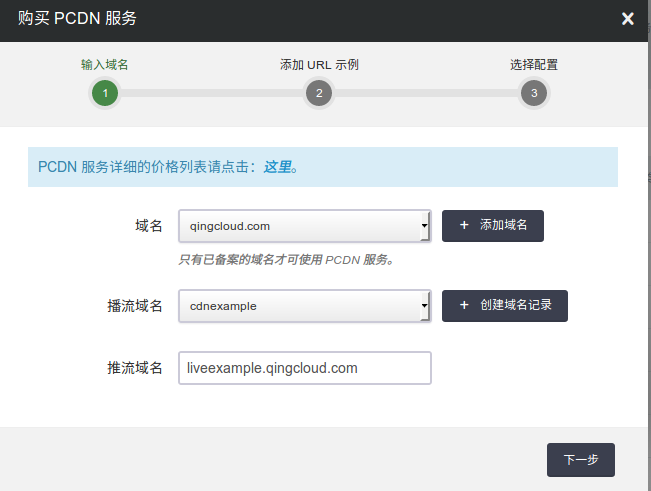 购买 PCDN 服务 ×
输入域名 添加 URL 示例 选择配置
1 2 3
PCDN 服务详细的价格列表请点击：这里。
域名 qingcloud.com + 添加域名
只有已备案的域名才可使用 PCDN 服务。
播流域名 cdnexample + 创建域名记录
推流域名 liveexample.qingcloud.com
下一步